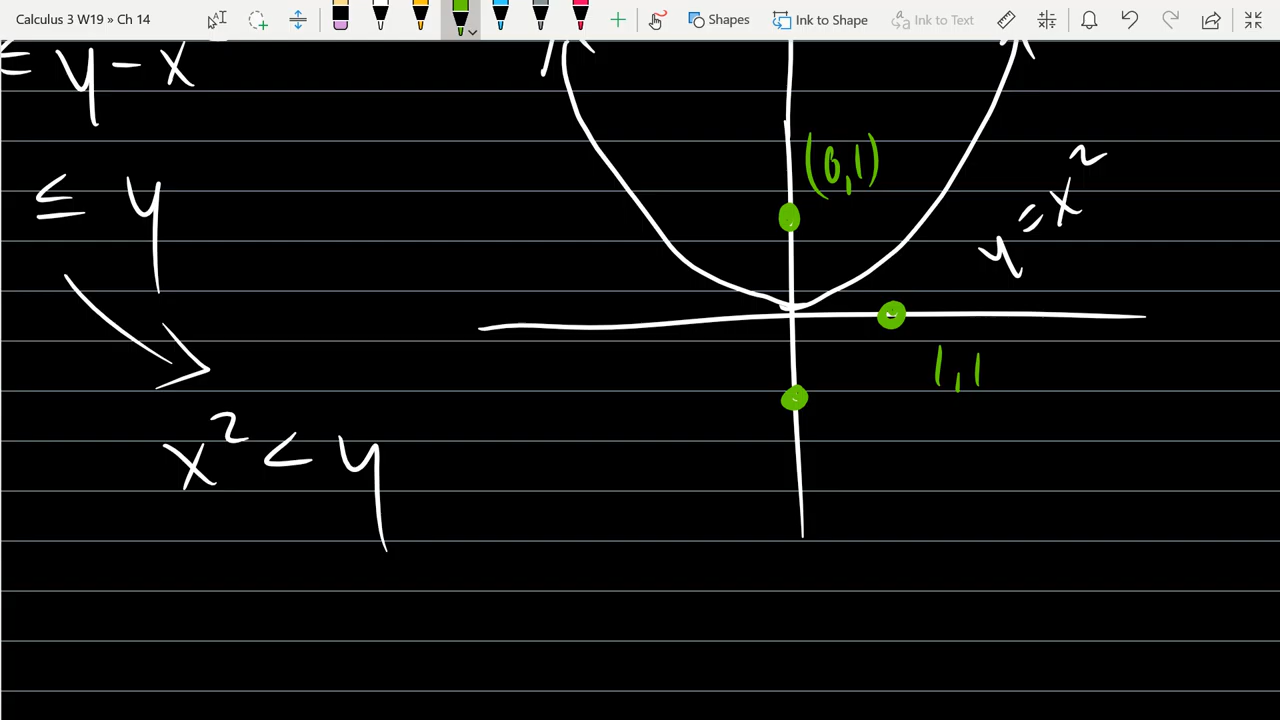 Calculus 3 W19 » Ch 14
Shapes
Ink to Shape
Ink to Text
≤ y - x
≤ y
x² < y
(0,1)
y = x²
1,1